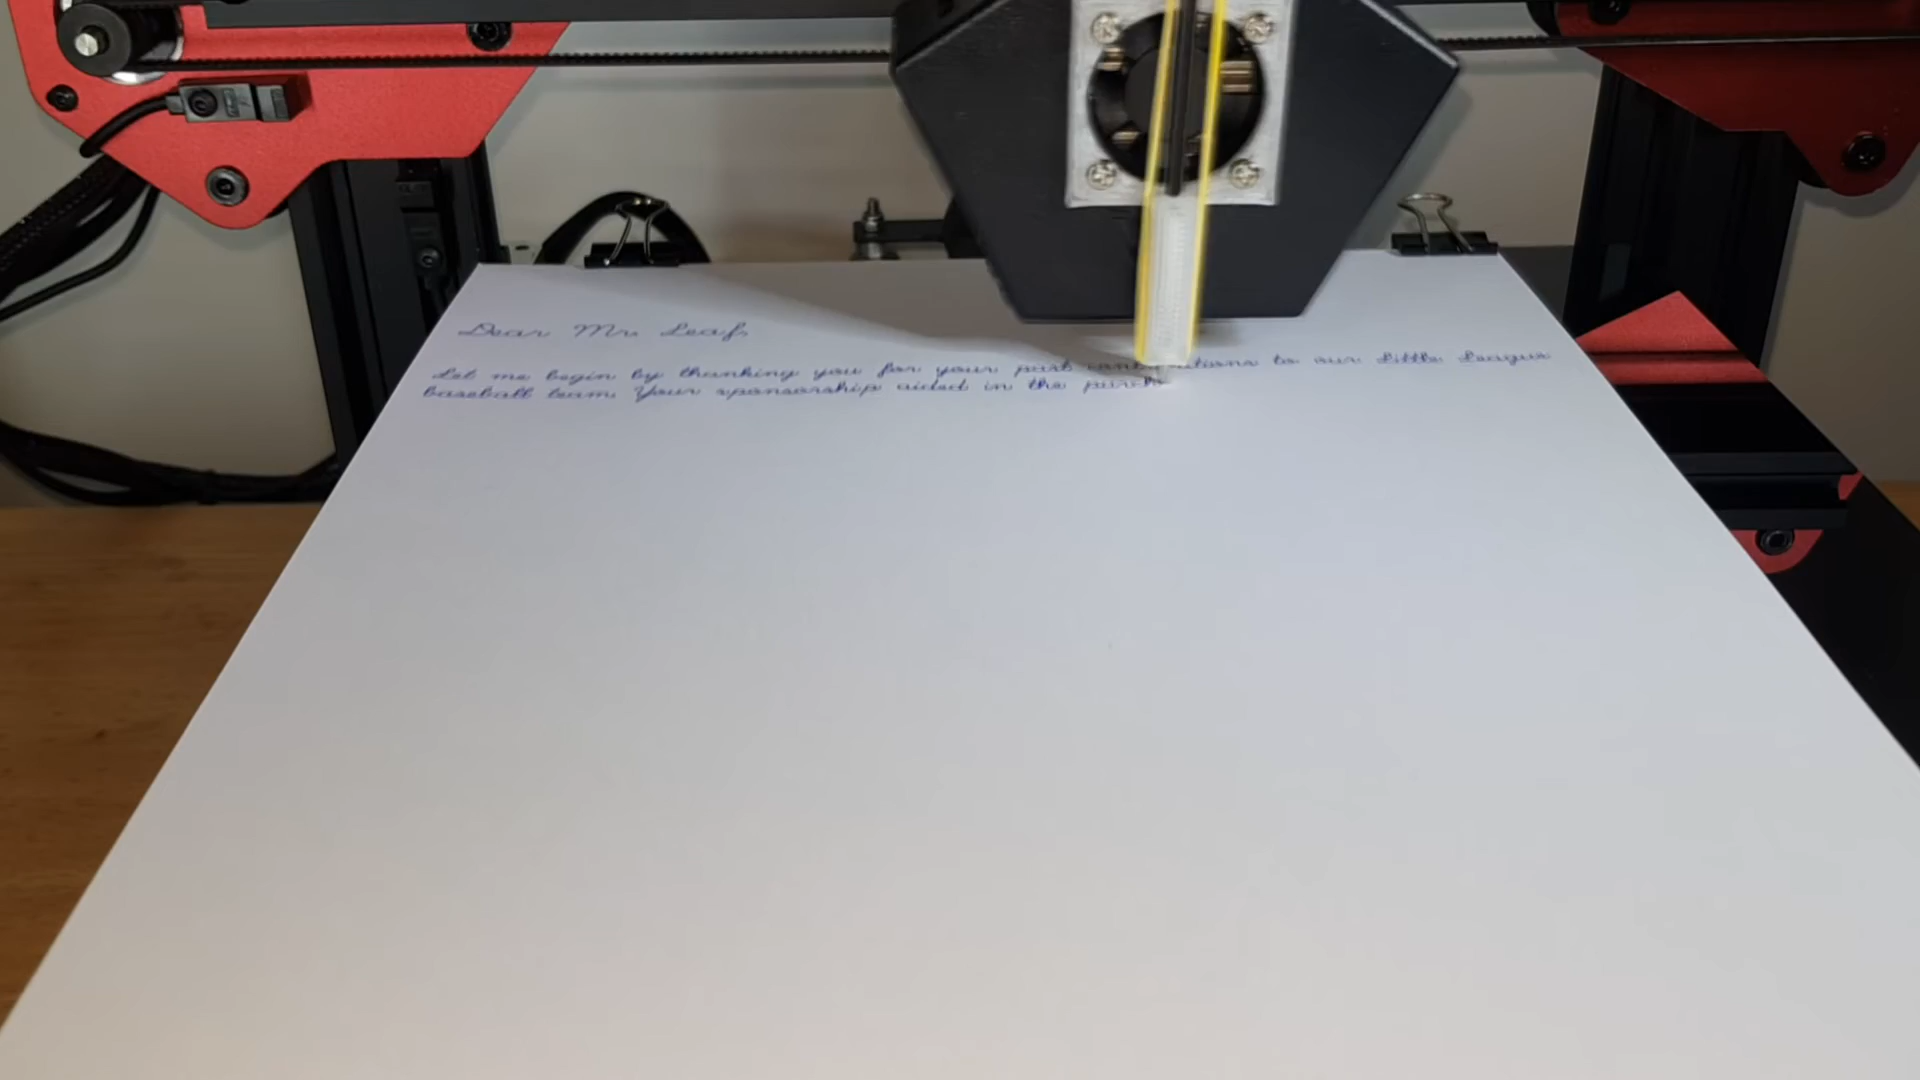 Dear Mr. Leaf,
Let me begin by thanking you for your past to our Little League
baseball team. Your sponsorship aided in the